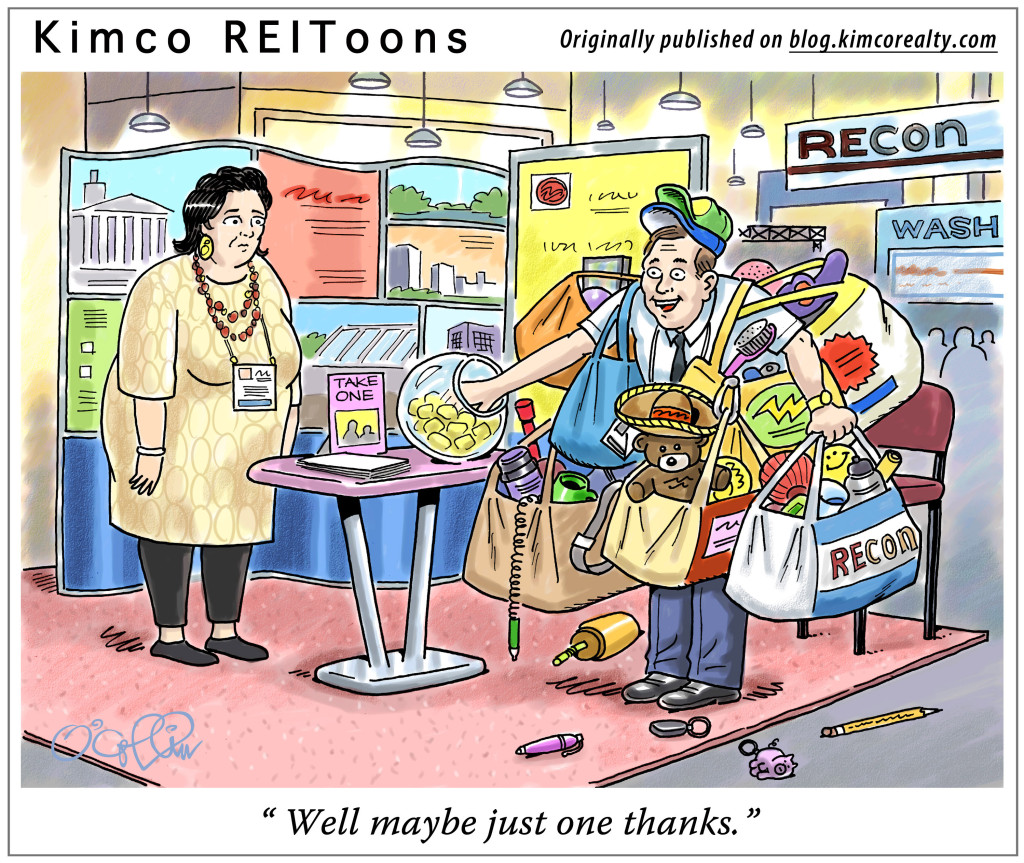 Kimco REIToons
Originally published on blog.kimcorealty.com
RECON
WASH
TAKE
ONE
RECON
“ Well maybe just one thanks.”